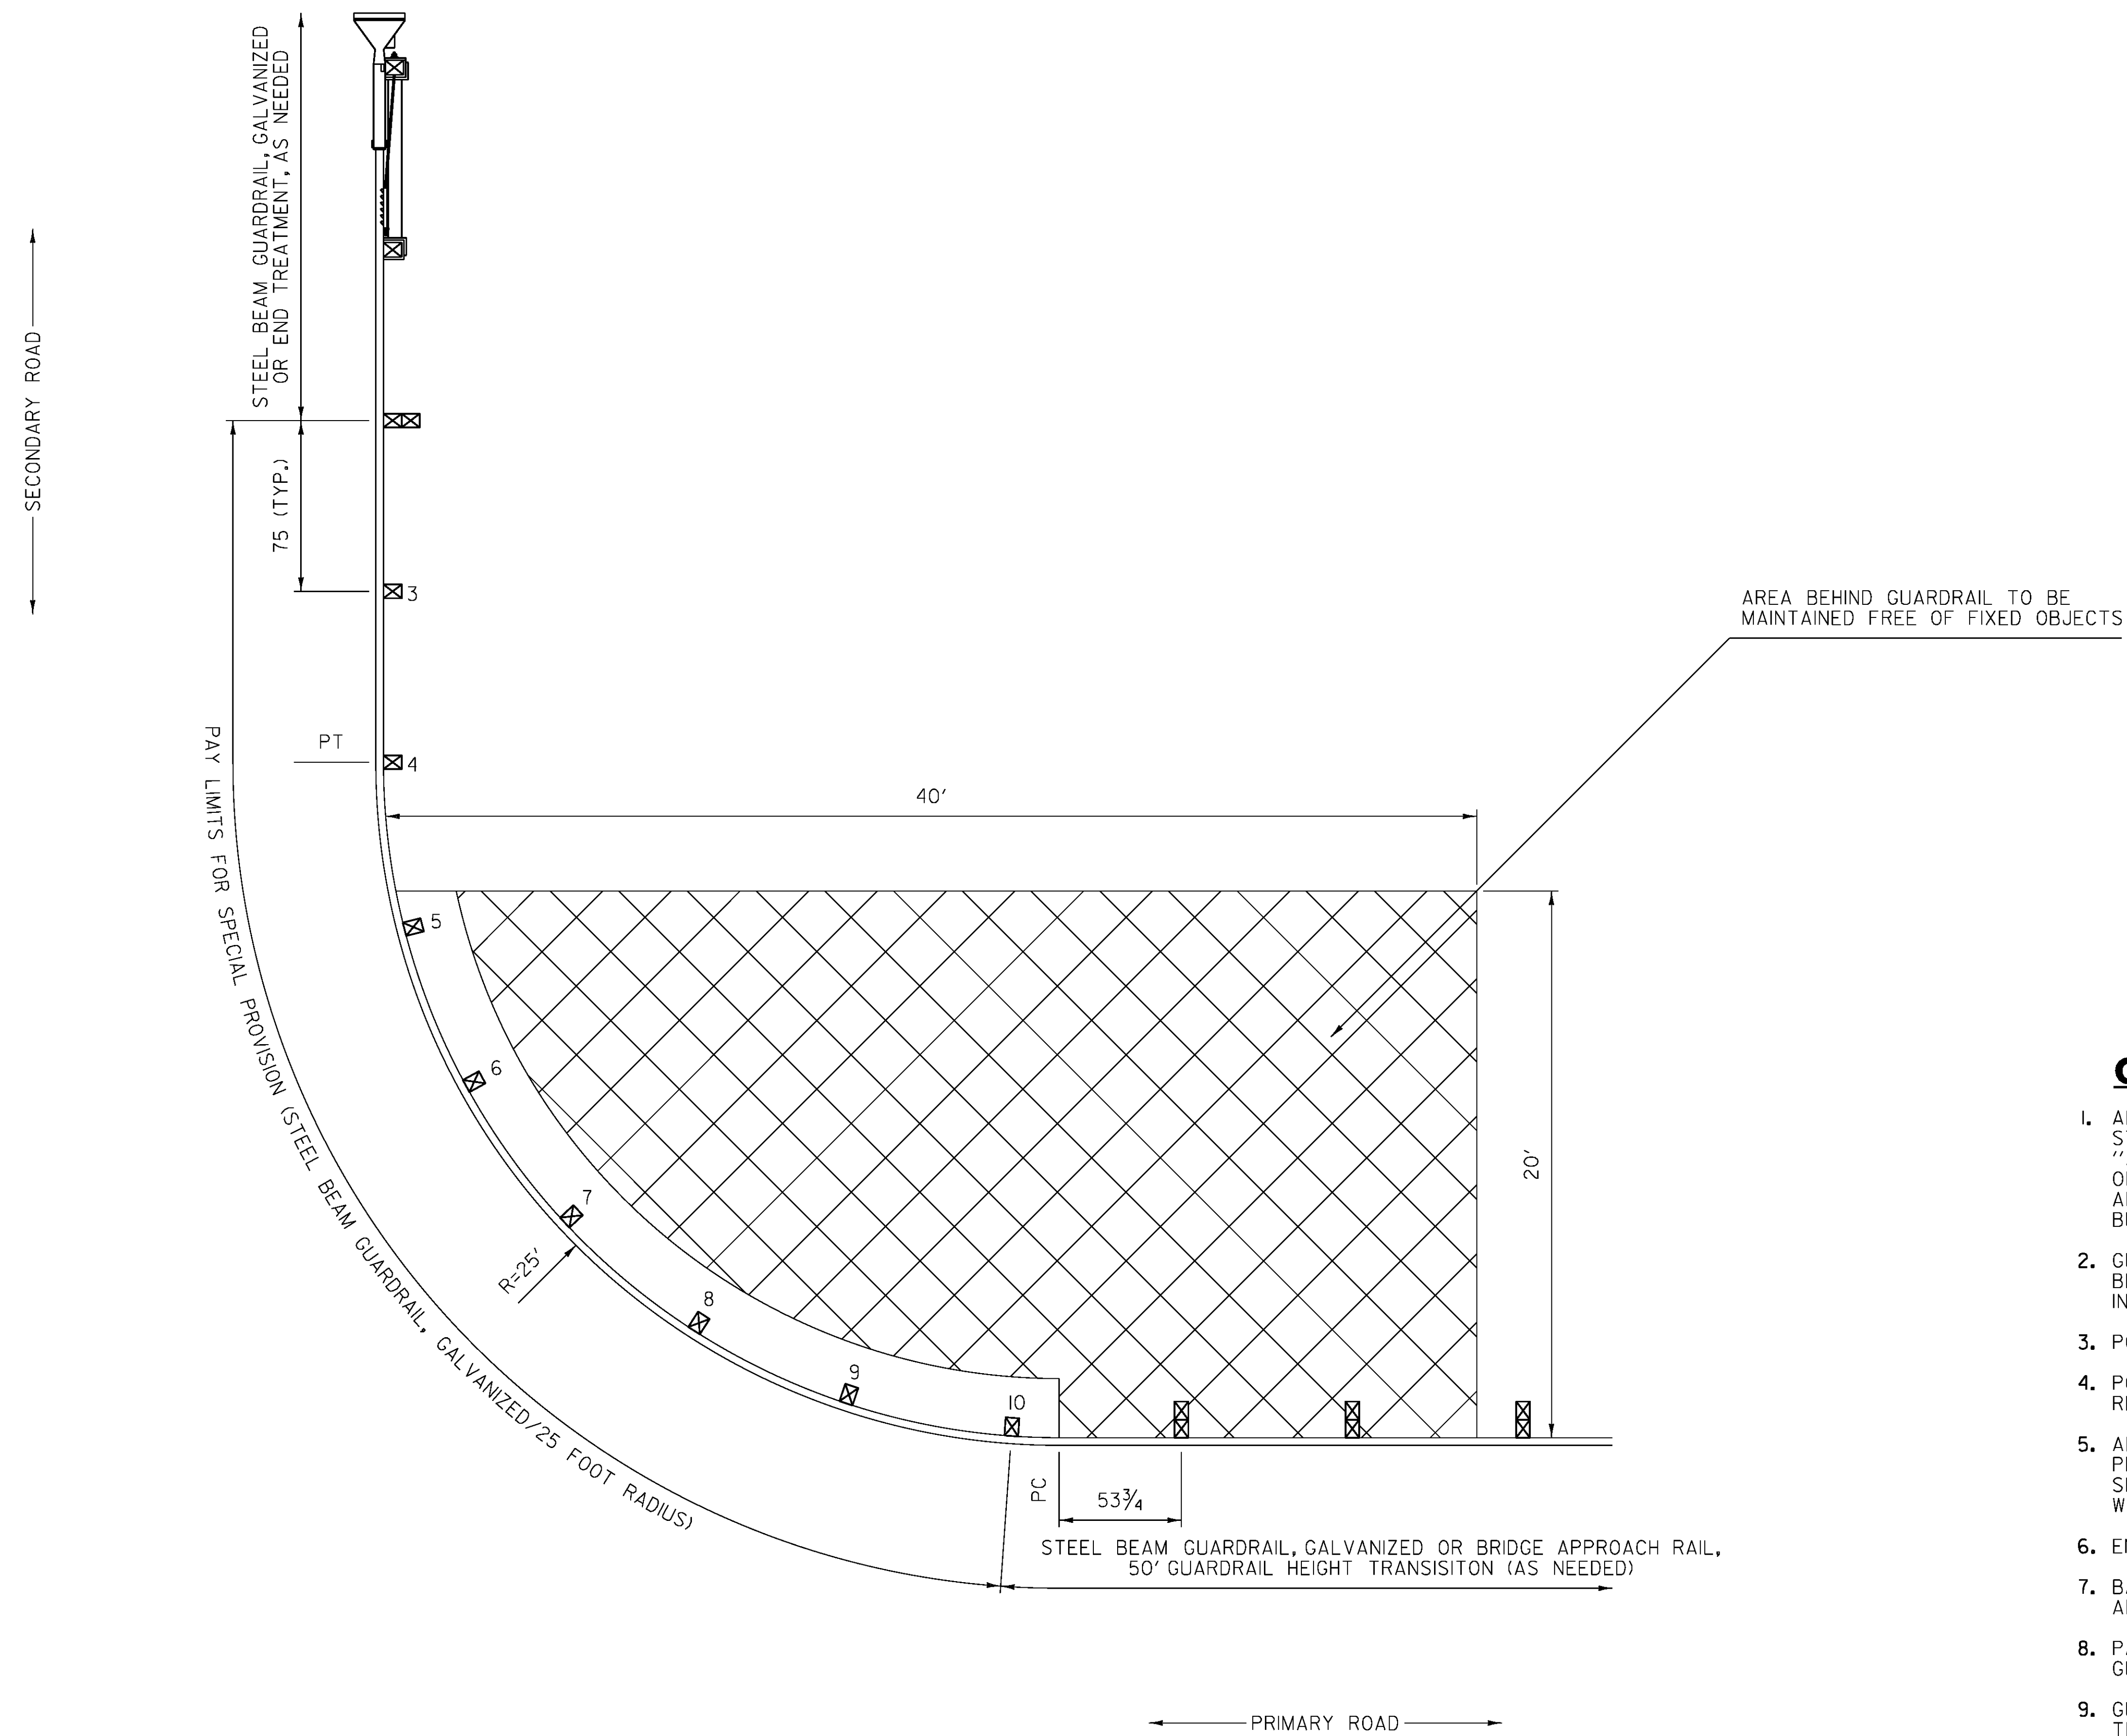 STEEL BEAM GUARDRAIL, GALVANIZED
OR END TREATMENT, AS NEEDED
SECONDARY ROAD
75 (TYP.)
3
PT
4
PAY LIMITS FOR SPECIAL PROVISION (STEEL BEAM GUARDRAIL, GALVANIZED/25 FOOT RADIUS)
AREA BEHIND GUARDRAIL TO BE
MAINTAINED FREE OF FIXED OBJECTS
40'
5
6
7
R=25'
8
9
10
20'
PC
53¾
STEEL BEAM GUARDRAIL, GALVANIZED OR BRIDGE APPROACH RAIL,
50' GUARDRAIL HEIGHT TRANSISITON (AS NEEDED)
PRIMARY ROAD
1.
2.
IN
3.
4.
5.
6.
7.
8.
9.